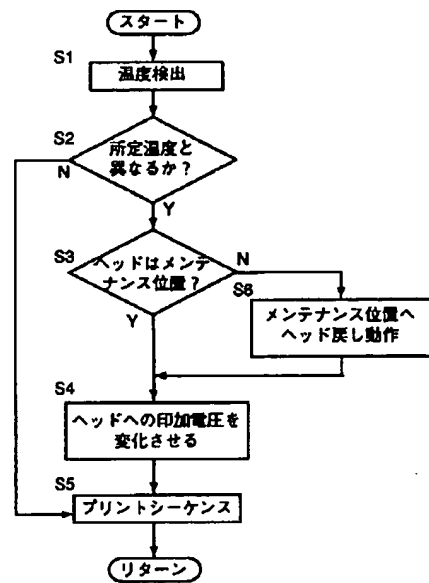 スタート
S1
温度検出
S2
所定温度と
異なるか？
N
Y
S3
ヘッドはメンテ
ナンス位置？
N
S6
メンテナンス位置へ
ヘッド戻し動作
Y
S4
ヘッドへの印加電圧を
変化させる
S5
プリントシーケンス
リターン